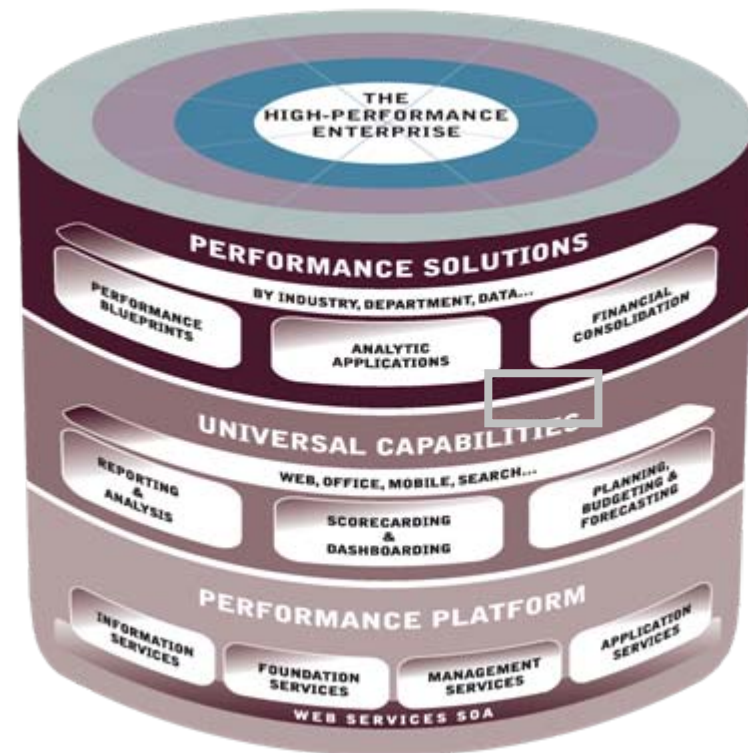 THE
HIGH-PERFORMANCE
ENTERPRISE
PERFORMANCE SOLUTIONS
BY INDUSTRY, DEPARTMENT, DATA...
PERFORMANCE
BLUEPRINTS
ANALYTIC
APPLICATIONS
FINANCIAL
CONSOLIDATION
UNIVERSAL CAPABILITIES
WEB, OFFICE, MOBILE, SEARCH...
REPORTING
&
ANALYSIS
SCORECARDING
&
DASHBOARDING
PLANNING,
BUDGETING &
FORECASTING
PERFORMANCE PLATFORM
INFORMATION
SERVICES
FOUNDATION
SERVICES
MANAGEMENT
SERVICES
APPLICATION
SERVICES
WEB SERVICES SOA